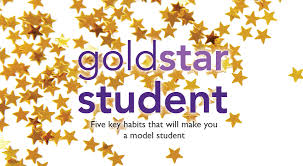 goldstar
student
Five key habits that will make you
a model student